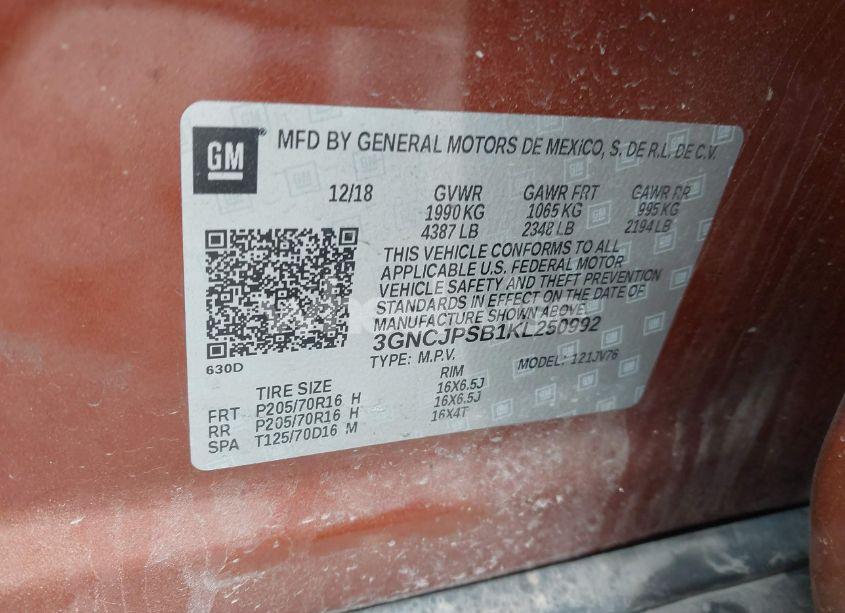 GM® MFD BY GENERAL MOTORS DE MEXICO, S. DE R.L. DE C.V.
12/18 GVWR GAWR FRT GAWR RR
1990 KG 1065 KG 995 KG
4387 LB 2348 LB 2194 LB
THIS VEHICLE CONFORMS TO ALL
APPLICABLE U.S. FEDERAL MOTOR
VEHICLE SAFETY AND THEFT PREVENTION
STANDARDS IN EFFECT ON THE DATE OF
MANUFACTURE SHOWN ABOVE.
3GNCJPSB1KL250992
630D TYPE: M.P.V. MODEL: 121JV76
TIRE SIZE RIM
FRT P205/70R16 H 16X6.5J
RR P205/70R16 H 16X6.5J
SPA T125/70D16 M 16X4T